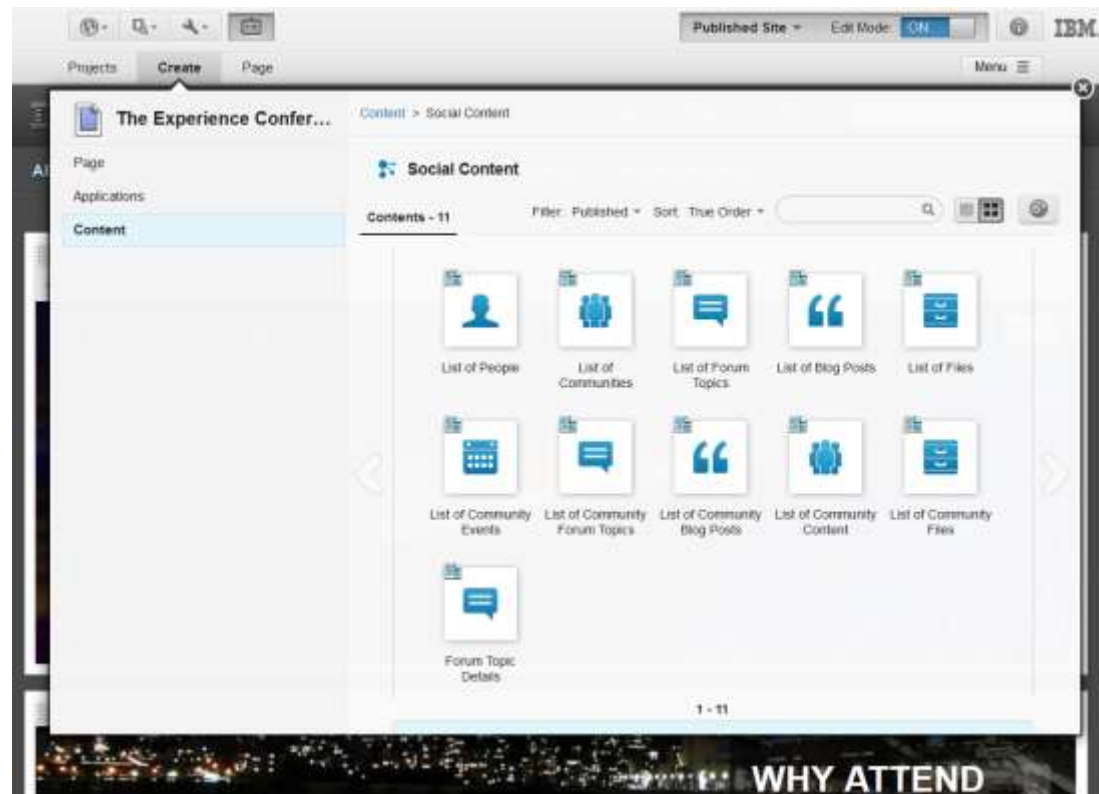 Published Site
Edit Mode:
ON
IBM.
Projects
Create
Page
Menu
The Experience Confer...
Content > Social Content
Page
Applications
Content
Social Content
Contents - 11
Filter: Published
Sort: True Order
List of People
List of
Communities
List of Forum
Topics
List of Blog Posts
List of Files
List of Community
Events
List of Community
Forum Topics
List of Community
Blog Posts
List of Community
Content
List of Community
Files
Forum Topic
Details
1 - 11
WHY ATTEND